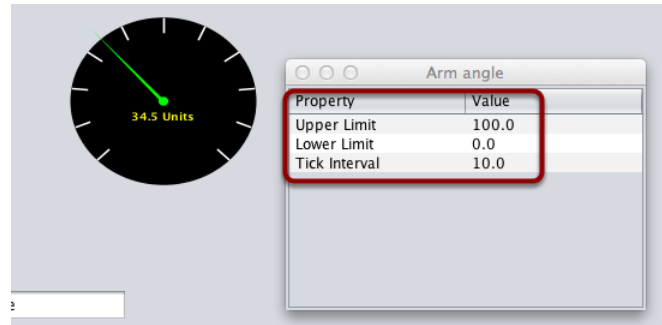 34.5 Units
Arm angle
Property Value
Upper Limit 100.0
Lower Limit 0.0
Tick Interval 10.0
e